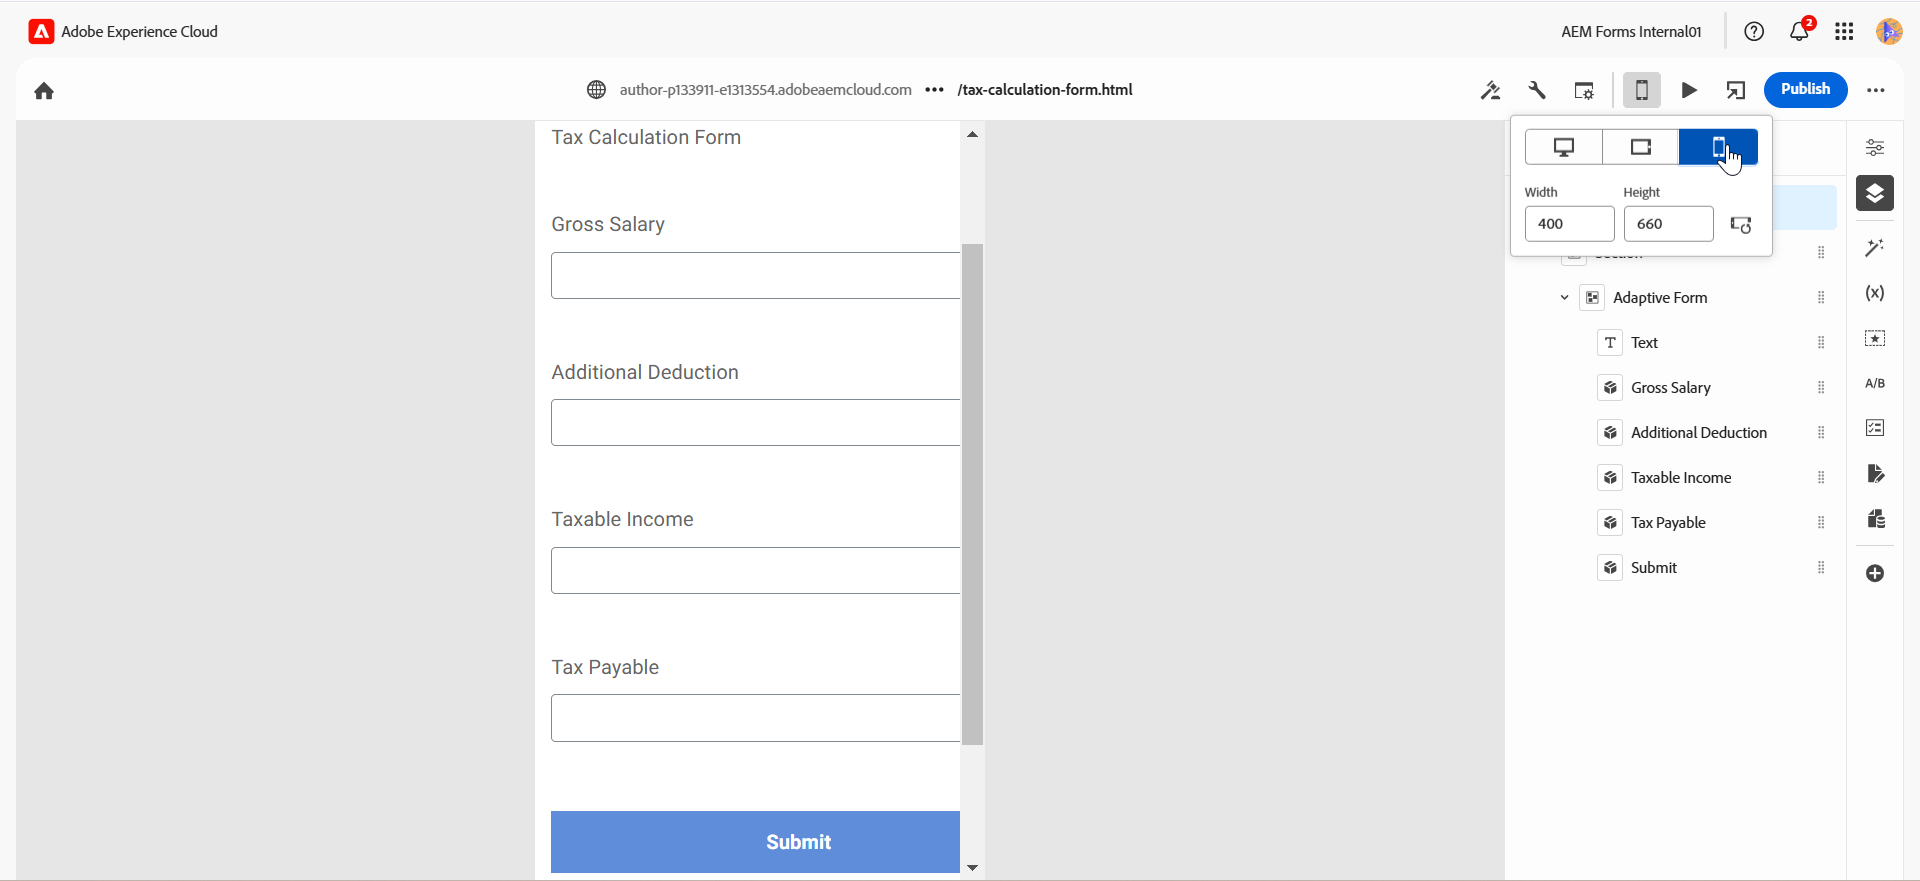 Adobe Experience Cloud
AEM Forms Internal01
2
author-p133911-e1313554.adobeaemcloud.com ••• /tax-calculation-form.html
Publish
Tax Calculation Form
Gross Salary
Additional Deduction
Taxable Income
Tax Payable
Submit
Width
Height
400
660
Section
Adaptive Form
T
Text
Gross Salary
Additional Deduction
Taxable Income
Tax Payable
Submit
(x)
A/B